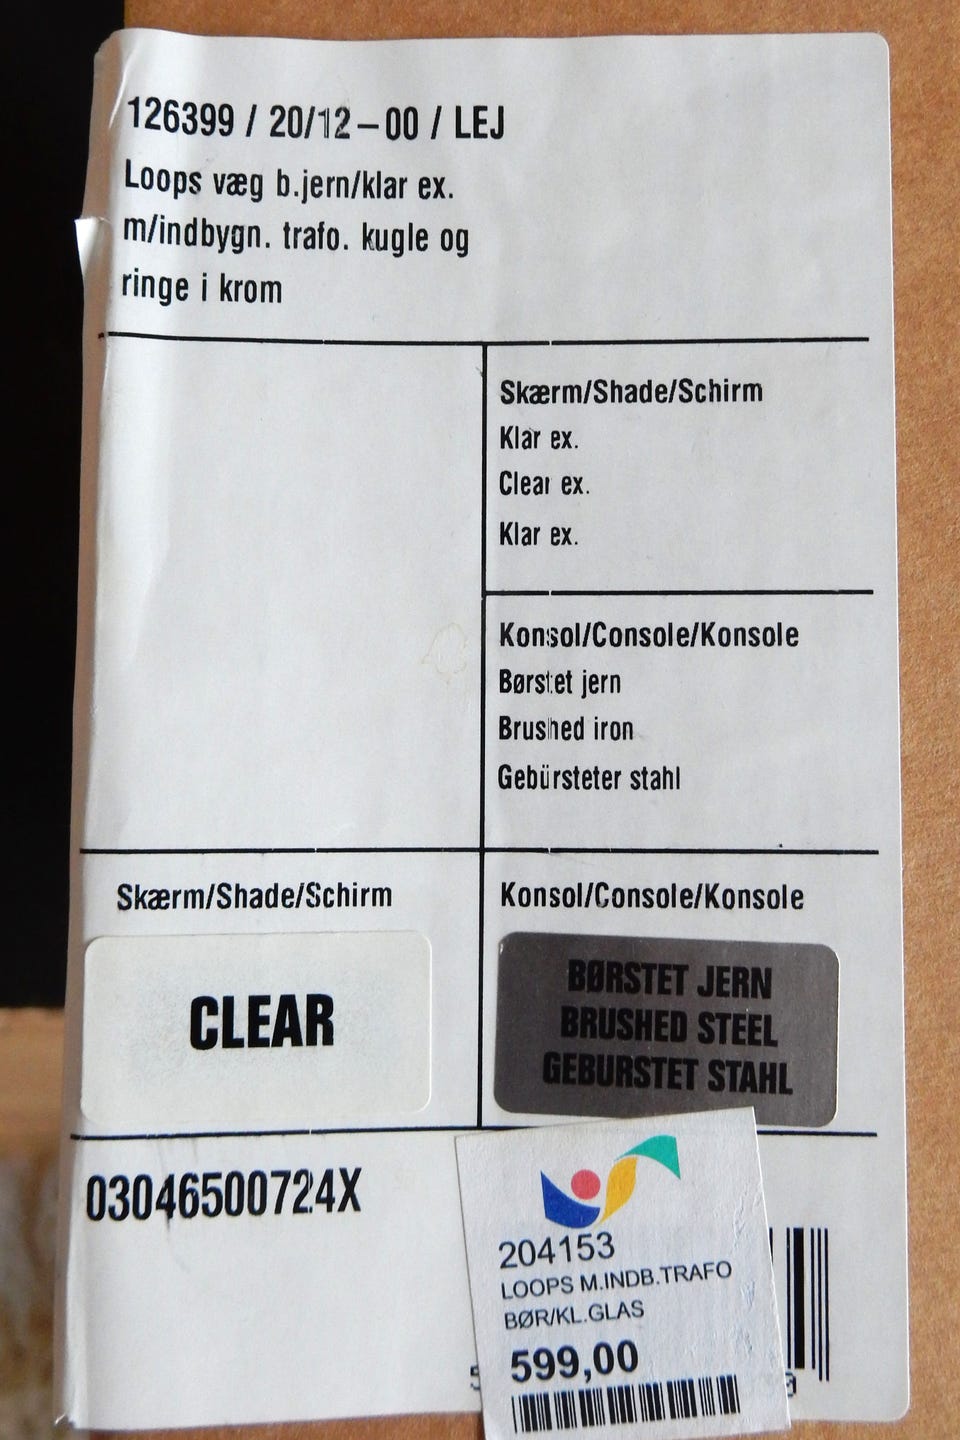 126399 / 20/12-00 / LEJ
Loops væg b.jern/klar ex.
m/indbygn. trafo. kugle og
ringe i krom
Skærm/Shade/Schirm
Klar ex.
Clear ex.
Klar ex.
Konsol/Console/Konsole
Børstet jern
Brushed iron
Gebürsteter stahl
Skærm/Shade/Schirm
CLEAR
Konsol/Console/Konsole
BØRSTET JERN
BRUSHED STEEL
GEBURSTET STAHL
03046500724X
204153
LOOPS M.INDB.TRAFO
BØR/KL.GLAS
599,00